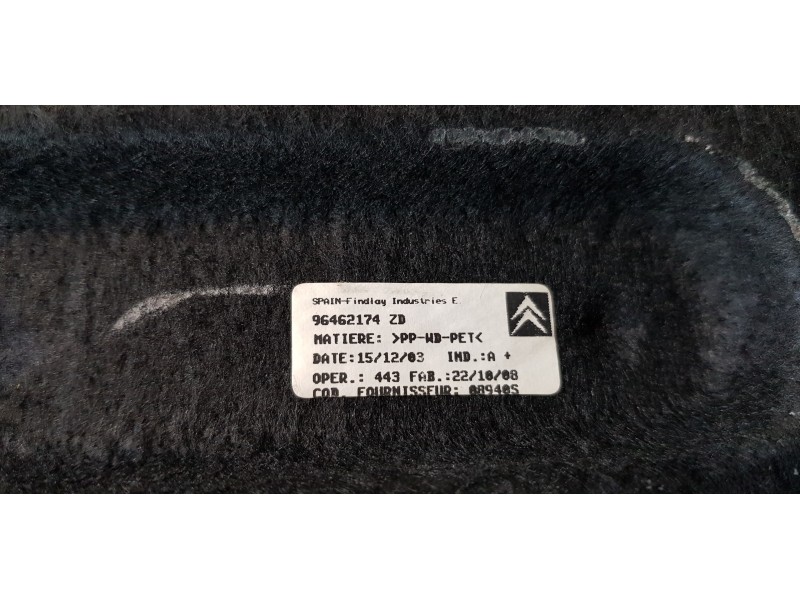 SPAIN-Findlay Industries E.
96462174 ZD
MATIERE: >PP-WD-PET<
DATE:15/12/03 IND.:A +
OPER.: 443 FAB.:22/10/08
COD. FOURNISSEUR: 08940S